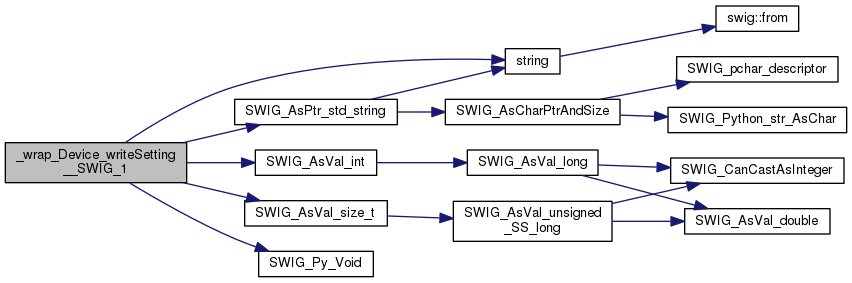 _wrap_Device_writeSetting
__SWIG_1
string
swig::from
SWIG_AsPtr_std_string
SWIG_AsCharPtrAndSize
SWIG_pchar_descriptor
SWIG_Python_str_AsChar
SWIG_AsVal_int
SWIG_AsVal_long
SWIG_CanCastAsInteger
SWIG_AsVal_size_t
SWIG_AsVal_unsigned
_SS_long
SWIG_AsVal_double
SWIG_Py_Void